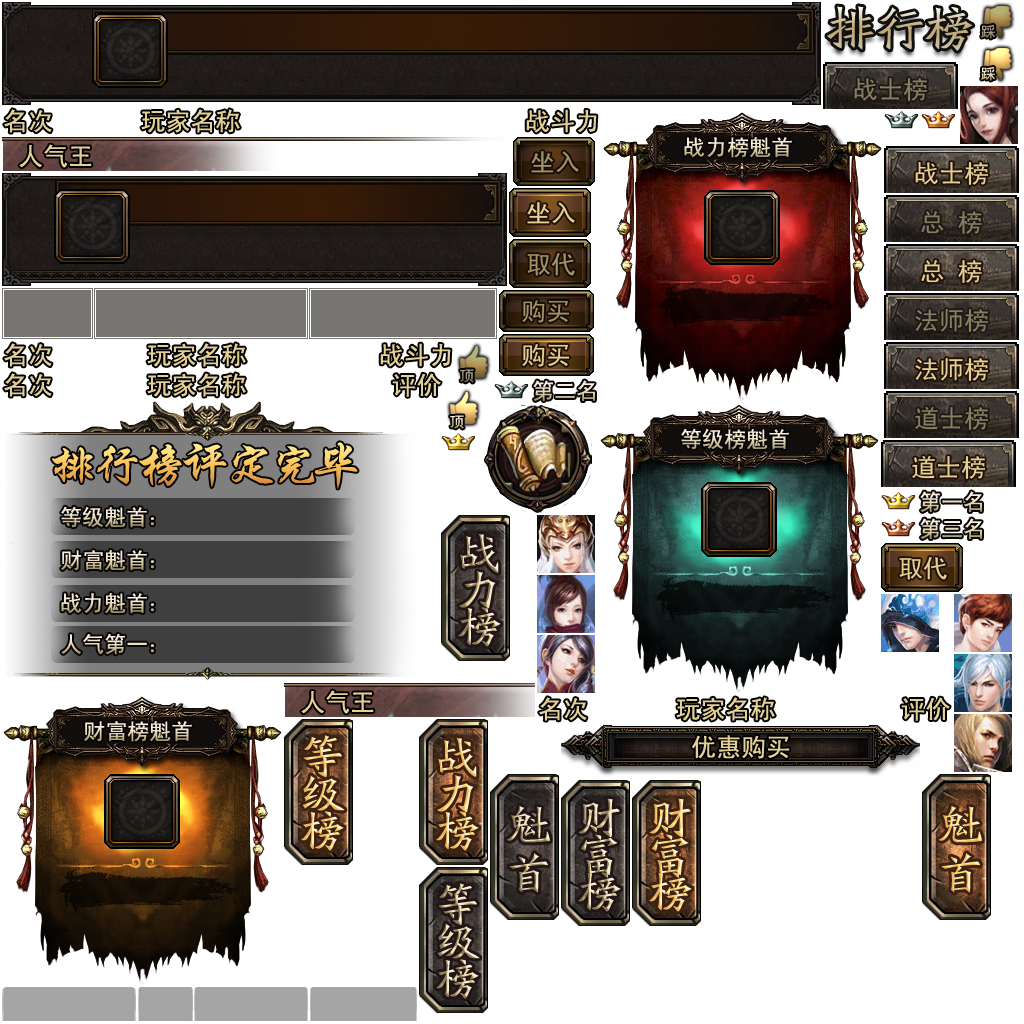 排行榜
踩
踩
战士榜
名次 玩家名称 战斗力
人气王
坐入
坐入
取代
购买
购买
战力榜魁首
战士榜
总 榜
总 榜
法师榜
法师榜
道士榜
道士榜
名次 玩家名称 战斗力
顶
名次 玩家名称 评价
第二名
顶
排行榜评定完毕
等级魁首：
财富魁首：
战力魁首：
人气第一：
战力榜
等级榜魁首
第一名
第三名
取代
人气王
名次 玩家名称 评价
优惠购买
财富榜魁首
等级榜
战力榜
魁首
财富榜
财富榜
魁首
等级榜